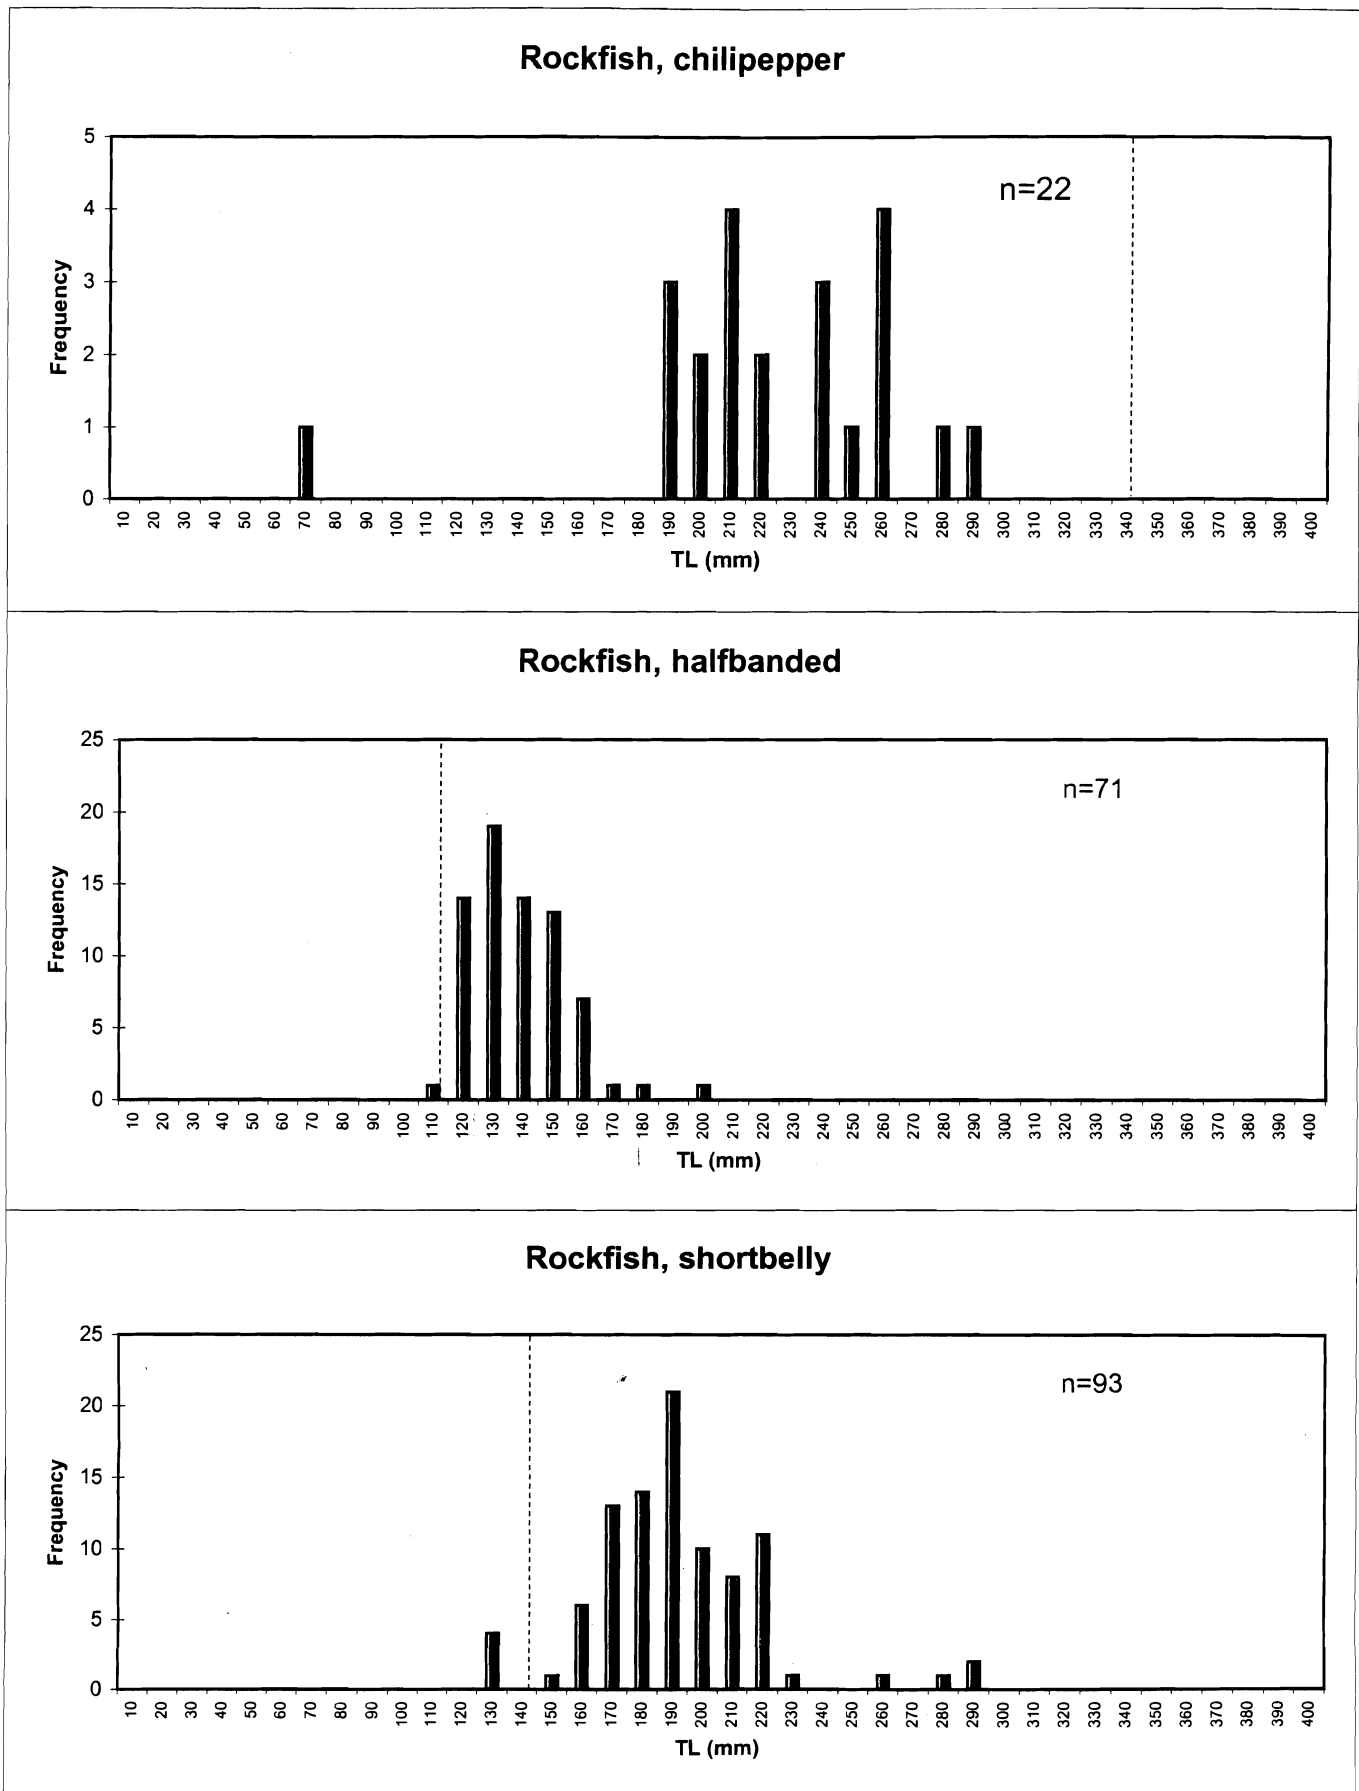 Rockfish, chilipepper
5
n=22
4
3
2
1
0
Frequency
10 20 30 40 50 60 70 80 90 100 110 120 130 140 150 160 170 180 190 200 210 220 230 240 250 260 270 280 290 300 310 320 330 340 350 360 370 380 390 400
TL (mm)
Rockfish, halfbanded
25
n=71
20
15
10
5
0
Frequency
10 20 30 40 50 60 70 80 90 100 110 120 130 140 150 160 170 180 190 200 210 220 230 240 250 260 270 280 290 300 310 320 330 340 350 360 370 380 390 400
TL (mm)
Rockfish, shortbelly
25
n=93
20
15
10
5
0
Frequency
10 20 30 40 50 60 70 80 90 100 110 120 130 140 150 160 170 180 190 200 210 220 230 240 250 260 270 280 290 300 310 320 330 340 350 360 370 380 390 400
TL (mm)